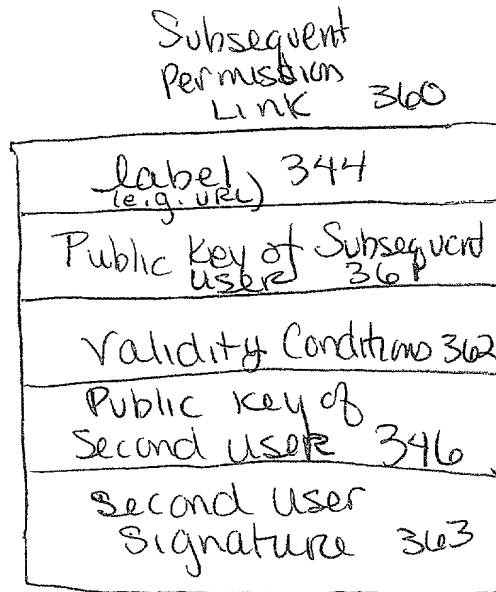 Subsequent
Permission
Link 360
label 344
(e.g. URL)
Public Key of Subsequent
user 361
Validity Conditions 362
Public Key of
Second user 346
Second User
Signature 363